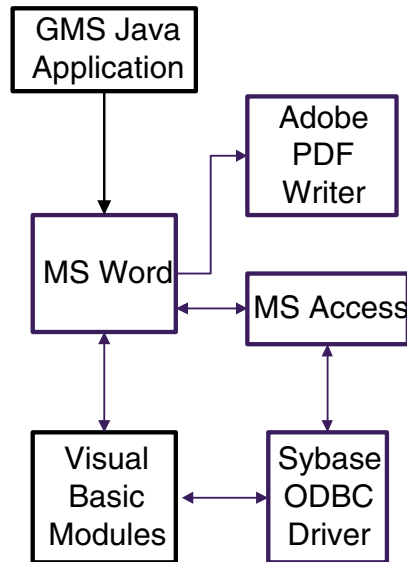 GMS Java
Application
Adobe
PDF
Writer
MS Word
MS Access
Visual
Basic
Modules
Sybase
ODBC
Driver